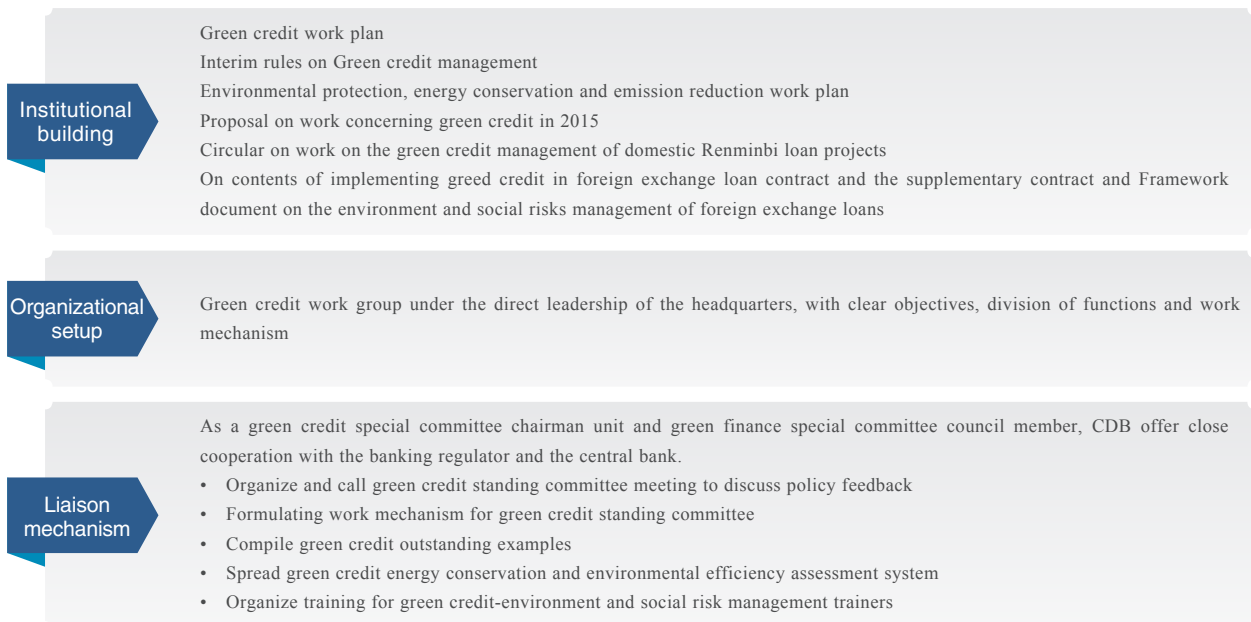 Institutional
building
Green credit work plan
Interim rules on Green credit management
Environmental protection, energy conservation and emission reduction work plan
Proposal on work concerning green credit in 2015
Circular on work on the green credit management of domestic Renminbi loan projects
On contents of implementing greed credit in foreign exchange loan contract and the supplementary contract and Framework
document on the environment and social risks management of foreign exchange loans
Organizational
setup
Green credit work group under the direct leadership of the headquarters, with clear objectives, division of functions and work
mechanism
Liaison
mechanism
As a green credit special committee chairman unit and green finance special committee council member, CDB offer close
cooperation with the banking regulator and the central bank.
• Organize and call green credit standing committee meeting to discuss policy feedback
• Formulating work mechanism for green credit standing committee
• Compile green credit outstanding examples
• Spread green credit energy conservation and environmental efficiency assessment system
• Organize training for green credit-environment and social risk management trainers